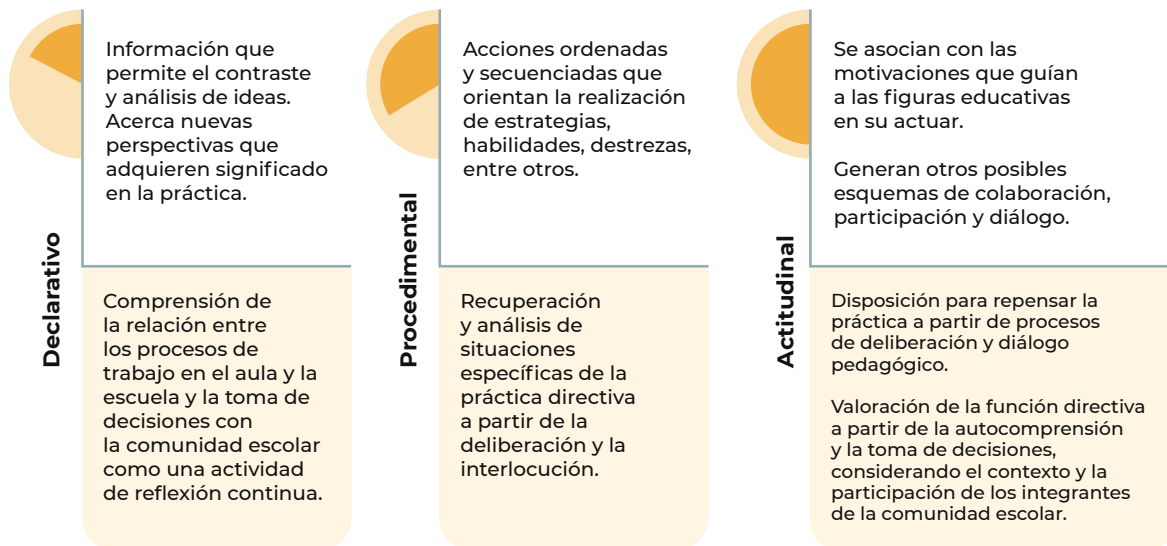 Declarativo
Información que
permite el contraste
y análisis de ideas.
Acerca nuevas
perspectivas que
adquieren significado
en la práctica.
Comprensión de
la relación entre
los procesos de
trabajo en el aula y la
escuela y la toma de
decisiones con
la comunidad escolar
como una actividad
de reflexión continua.
Procedimental
Acciones ordenadas
y secuenciadas que
orientan la realización
de estrategias,
habilidades, destrezas,
entre otros.
Recuperación
y análisis de
situaciones
específicas de la
práctica directiva
a partir de la
deliberación y la
interlocución.
Actitudinal
Se asocian con las
motivaciones que guían
a las figuras educativas
en su actuar.
Generan otros posibles
esquemas de colaboración,
participación y diálogo.
Disposición para repensar la
práctica a partir de procesos
de deliberación y diálogo
pedagógico.
Valoración de la función directiva
a partir de la autocomprensión
y la toma de decisiones,
considerando el contexto y la
participación de los integrantes
de la comunidad escolar.